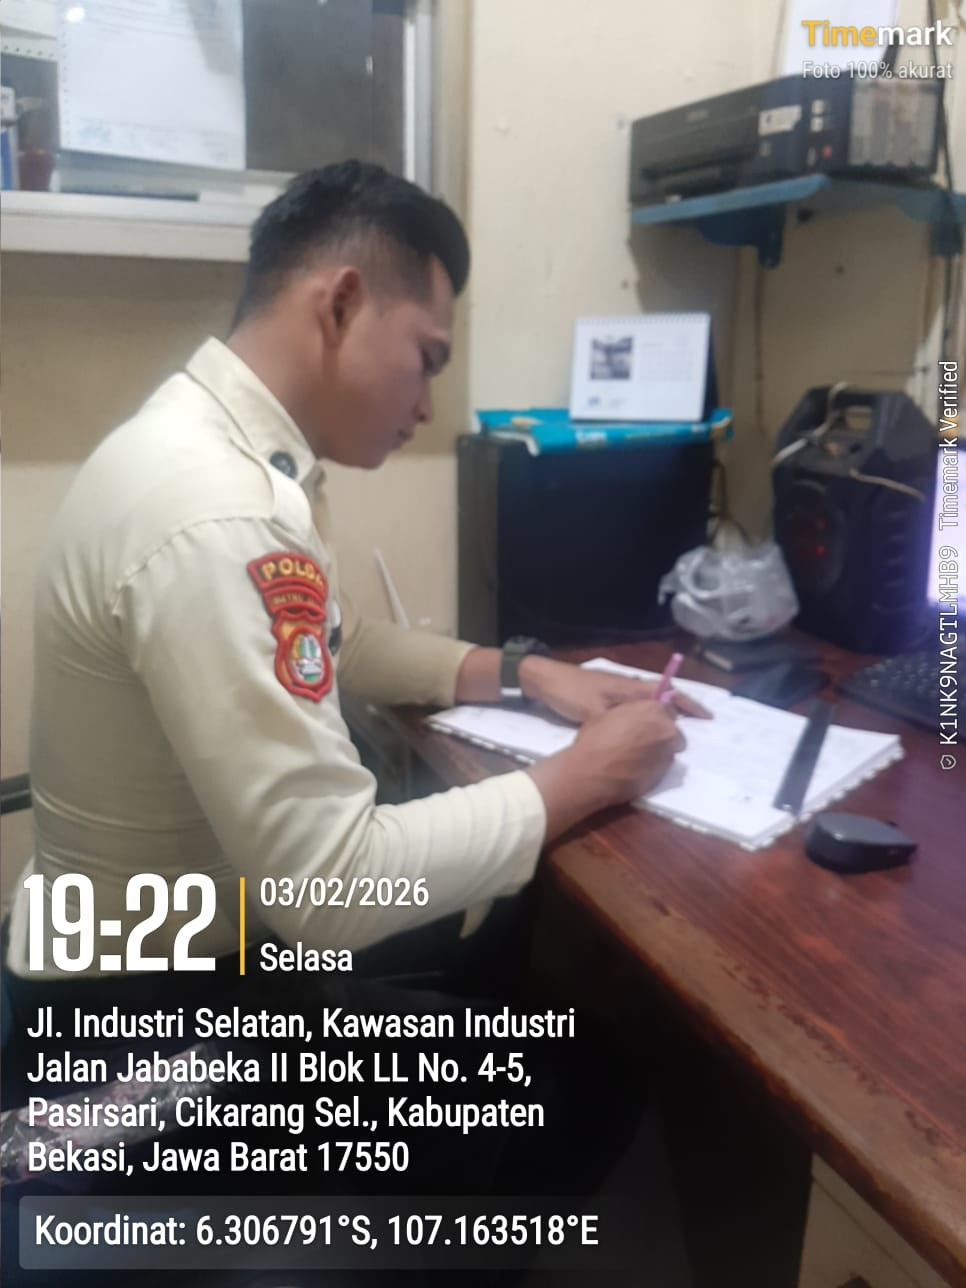 Timemark
Foto 100% akurat
POLDA
K1NK9NAGTLMHB9 Timemark Verified
19:22
03/02/2026
Selasa
Jl. Industri Selatan, Kawasan Industri
Jalan Jababeka II Blok LL No. 4-5,
Pasirsari, Cikarang Sel., Kabupaten
Bekasi, Jawa Barat 17550
Koordinat: 6.306791°S, 107.163518°E